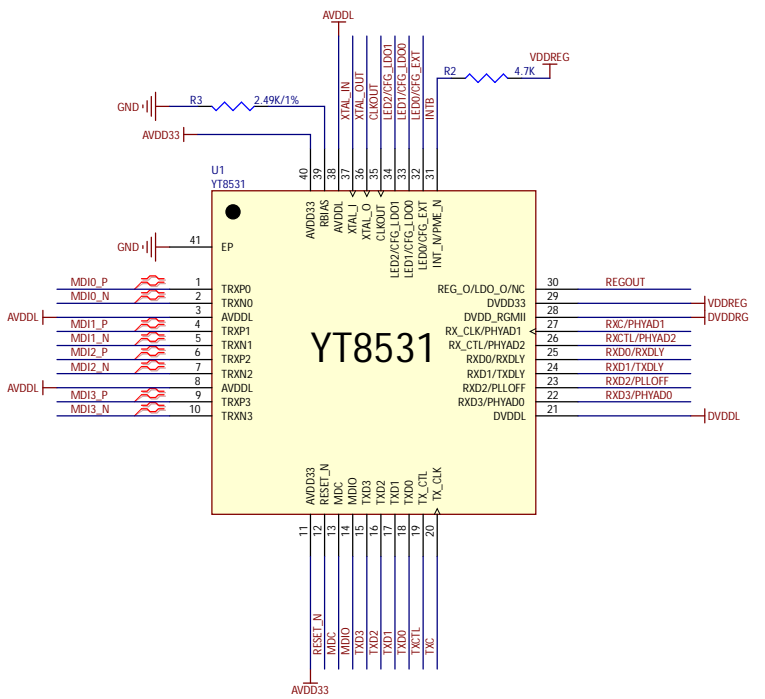 AVDDL
XTAL_IN
XTAL_OUT
CLKOUT
LED2/CFG_LDO1
LED1/CFG_LDO0
LED0/CFG_EXT
INTB
R2
4.7K
VDDREG
GND
R3
2.49K/1%
AVDD33
U1
YT8531
40
39
38
37
36
35
34
33
32
31
AVDD33
RBIAS
AVDDL
XTAL_I
XTAL_O
CLKOUT
LED2/CFG_LDO1
LED1/CFG_LDO0
LED0/CFG_EXT
INT_N/PME_N
GND
41
EP
MDI0_P
1
TRXP0
MDI0_N
2
TRXN0
AVDDL
3
AVDDL
MDI1_P
4
TRXP1
MDI1_N
5
TRXN1
MDI2_P
6
TRXP2
MDI2_N
7
TRXN2
AVDDL
8
AVDDL
MDI3_P
9
TRXP3
MDI3_N
10
TRXN3
YT8531
REG_O/LDO_O/NC
30
REGOUT
DVDD33
29
VDDREG
DVDD_RGMII
28
DVDDRG
RX_CLK/PHYAD1
27
RXC/PHYAD1
RX_CTL/PHYAD2
26
RXCTL/PHYAD2
RXD0/RXDLY
25
RXD0/RXDLY
RXD1/TXDLY
24
RXD1/TXDLY
RXD2/PLLOFF
23
RXD2/PLLOFF
RXD3/PHYAD0
22
RXD3/PHYAD0
DVDDL
21
DVDDL
AVDD33
RESET_N
MDC
MDIO
TXD3
TXD2
TXD1
TXD0
TX_CTL
TX_CLK
11
12
13
14
15
16
17
18
19
20
RESET_N
MDC
MDIO
TXD3
TXD2
TXD1
TXD0
TXCTL
TXC
AVDD33